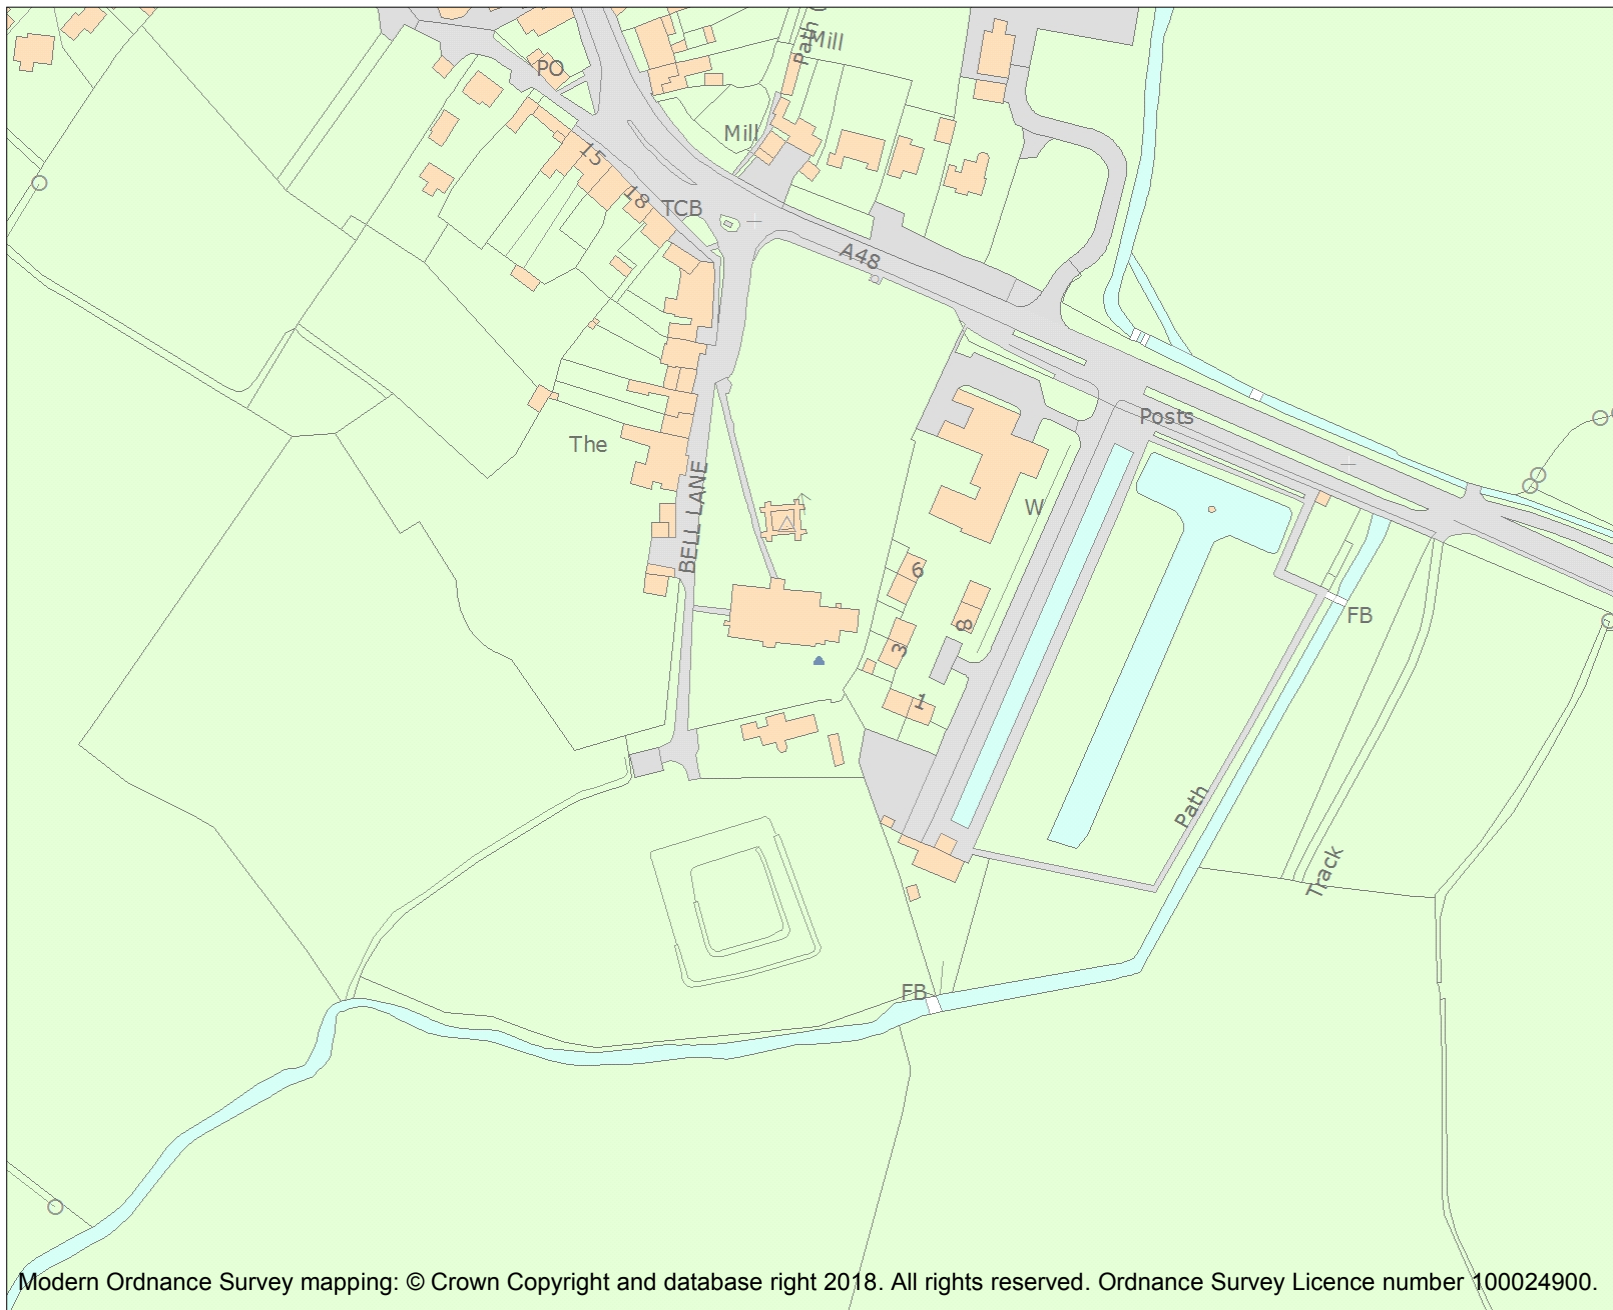 Path (
Mill
PO
Mill
15
18
TCB
A48
Posts
The
BELL LANE
W
6
8
3
1
FB
Path
Track
FB
Modern Ordnance Survey mapping: © Crown Copyright and database right 2018. All rights reserved. Ordnance Survey Licence number 100024900.